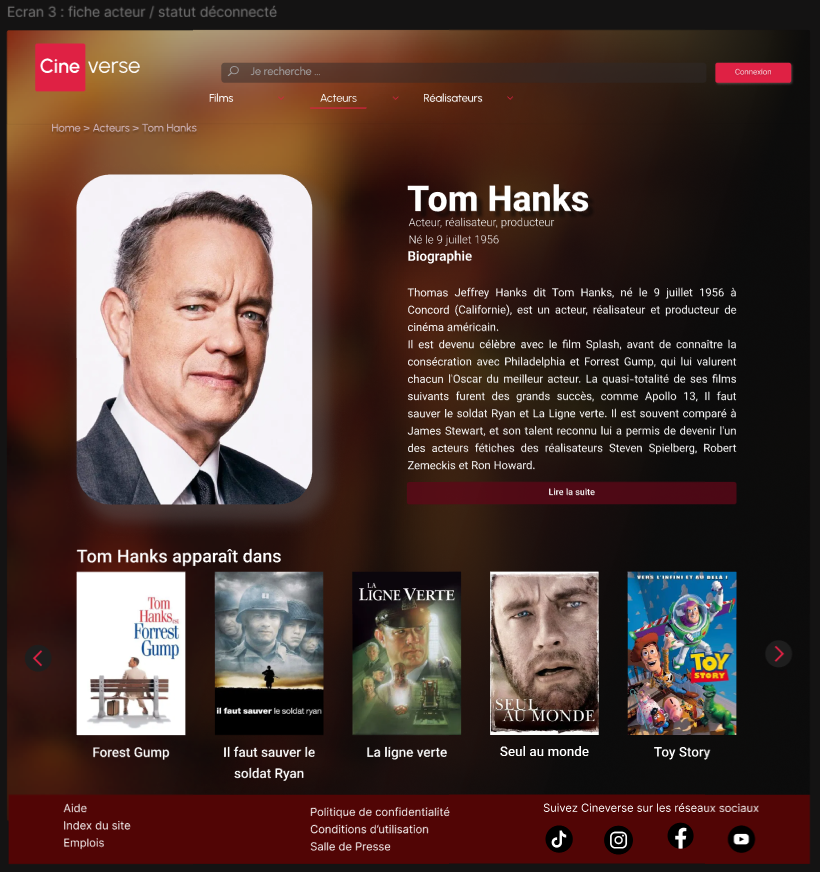 Ecran 3 : fiche acteur / statut déconnecté
Cine verse
Je recherche ...
Connexion
Films
Acteurs
Réalisateurs
Home > Acteurs > Tom Hanks
Tom Hanks
Acteur, réalisateur, producteur
Né le 9 juillet 1956
Biographie
Thomas Jeffrey Hanks dit Tom Hanks, né le 9 juillet 1956 à
Concord (Californie), est un acteur, réalisateur et producteur de
cinéma américain.
Il est devenu célèbre avec le film Splash, avant de connaître la
consécration avec Philadelphia et Forrest Gump, qui lui valurent
chacun l'Oscar du meilleur acteur. La quasi-totalité de ses films
suivants furent des grands succès, comme Apollo 13, Il faut
sauver le soldat Ryan et La Ligne verte. Il est souvent comparé à
James Stewart, et son talent reconnu lui a permis de devenir l'un
des acteurs fétiches des réalisateurs Steven Spielberg, Robert
Zemeckis et Ron Howard.
Lire la suite
Tom Hanks apparaît dans
Tom
Hanks est
Forrest
Gump
il faut sauver le soldat ryan
LA
LIGNE VERTE
SEUL
AU MONDE
VERS L'INFINI ET AU DELÀ !
TOY
STORY
Forest Gump
Il faut sauver le
soldat Ryan
La ligne verte
Seul au monde
Toy Story
Aide
Index du site
Emplois
Politique de confidentialité
Conditions d'utilisation
Salle de Presse
Suivez Cineverse sur les réseaux sociaux